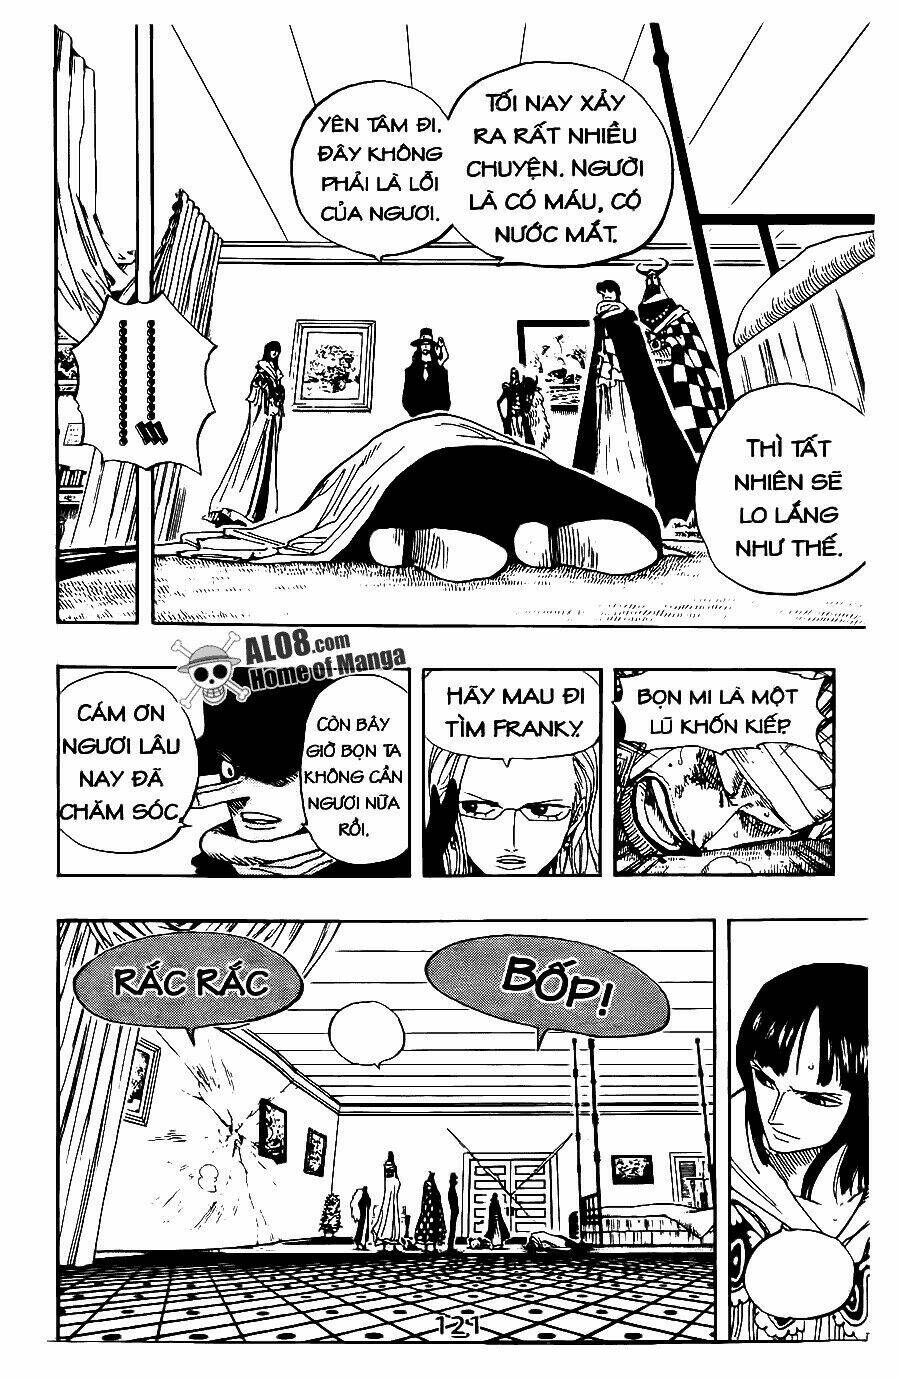 TỐI NAY XẢY
RA RẤT NHIỀU
CHUYỆN. NGƯỜI
LÀ CÓ MÁU, CÓ
NƯỚC MẮT.
YÊN TÂM ĐI.
ĐÂY KHÔNG
PHẢI LÀ LỖI
CỦA NGƯƠI.
THÌ TẤT
NHIÊN SẼ
LO LẮNG
NHƯ THẾ.
AL08.com
Home of Manga
BỌN MI LÀ MỘT
LŨ KHỐN KIẾP.
HÃY MAU ĐI
TÌM FRANKY.
CÒN BÂY
GIỜ BỌN TA
KHÔNG CẦN
NGƯƠI NỮA
RỒI.
CÁM ƠN
NGƯƠI LÂU
NAY ĐÃ
CHĂM SÓC.
BỐP!
RẮC RẮC
121